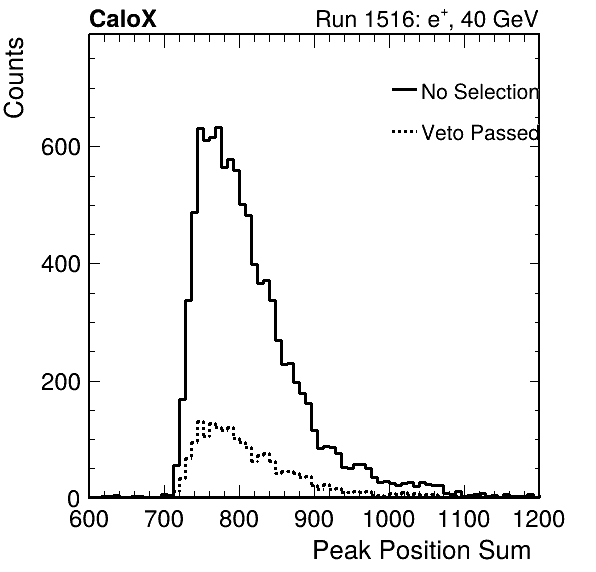 CaloX Run 1516: e⁺, 40 GeV
Counts
No Selection
Veto Passed
600
400
200
0
600 700 800 900 1000 1100 1200
Peak Position Sum